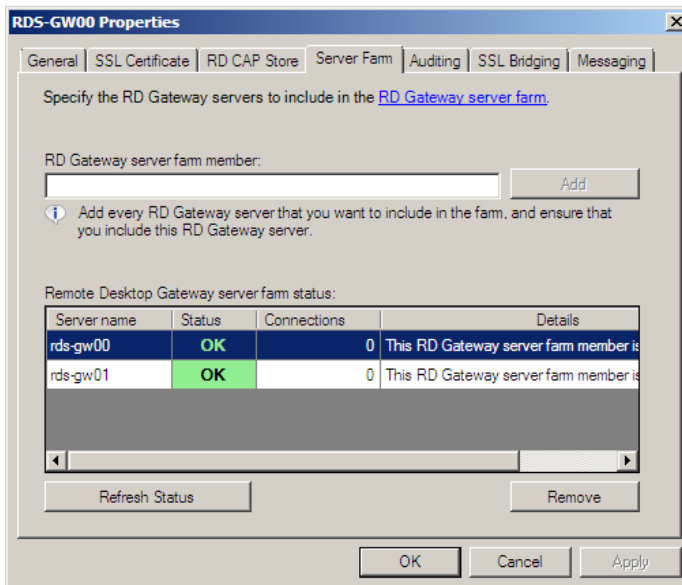 RDS-GW00 Properties
General SSL Certificate RD CAP Store Server Farm Auditing SSL Bridging Messaging
Specify the RD Gateway servers to include in the RD Gateway server farm.
RD Gateway server farm member:
Add
Add every RD Gateway server that you want to include in the farm, and ensure that
you include this RD Gateway server.
Remote Desktop Gateway server farm status:
Server name Status Connections Details
rds-gw00 OK 0 This RD Gateway server farm member is
rds-gw01 OK 0 This RD Gateway server farm member is
Refresh Status Remove
OK Cancel Apply